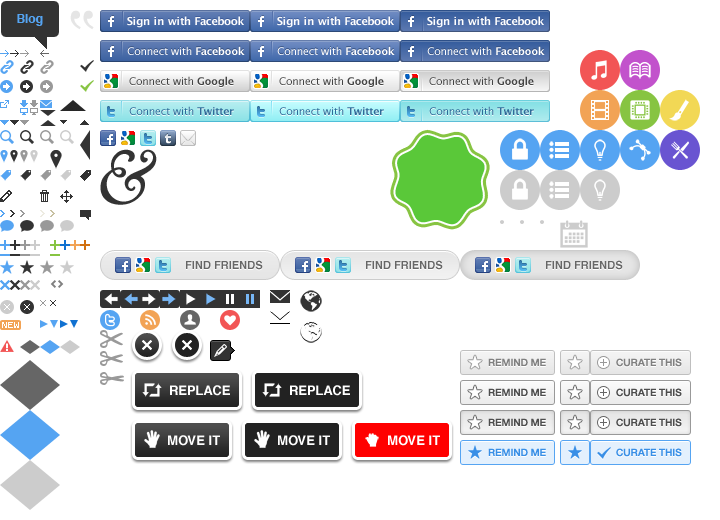 Blog
Sign in with Facebook Sign in with Facebook Sign in with Facebook
Connect with Facebook Connect with Facebook Connect with Facebook
Connect with Google Connect with Google Connect with Google
Connect with Twitter Connect with Twitter Connect with Twitter
&
FIND FRIENDS FIND FRIENDS FIND FRIENDS
NEW
REMIND ME CURATE THIS
REPLACE REPLACE REMIND ME CURATE THIS
REMIND ME CURATE THIS
MOVE IT MOVE IT MOVE IT
REMIND ME CURATE THIS